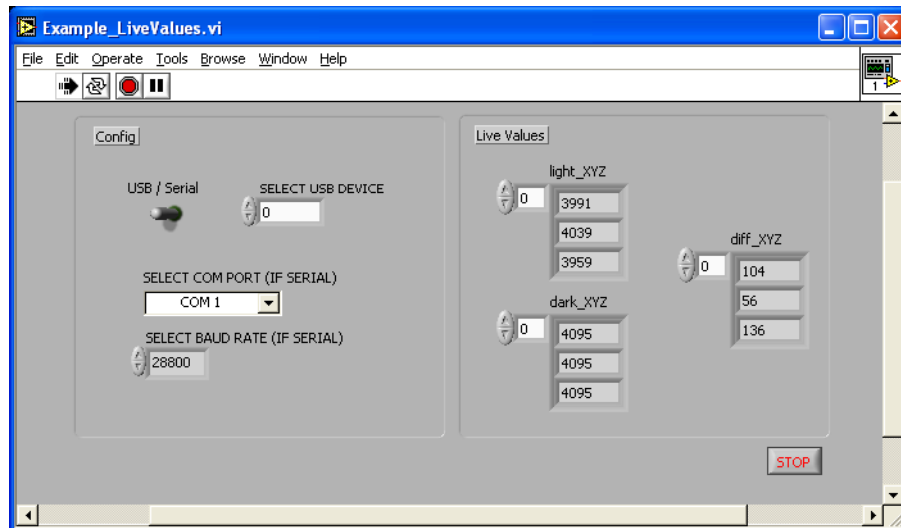 Example_LiveValues.vi
File Edit Operate Tools Browse Window Help
1
Config
USB / Serial
SELECT USB DEVICE
0
SELECT COM PORT (IF SERIAL)
COM 1
SELECT BAUD RATE (IF SERIAL)
28800
Live Values
light_XYZ
0
3991
4039
3959
dark_XYZ
0
4095
4095
4095
diff_XYZ
0
104
56
136
STOP